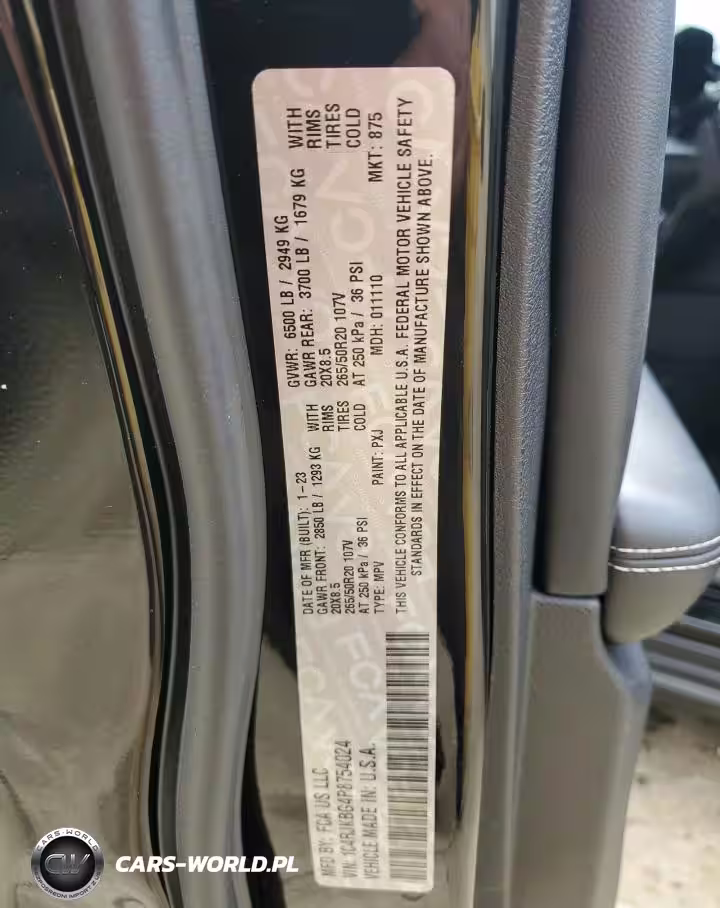 MFD BY: FCA US LLC
DATE OF MFR (BUILT): 1-23
GVWR: 6500 LB / 2949 KG
GAWR FRONT: 2850 LB / 1293 KG WITH
20X8.5 RIMS
265/50R20 107V TIRES
AT 250 kPa / 36 PSI COLD
GAWR REAR: 3700 LB / 1679 KG WITH
20X8.5 RIMS
265/50R20 107V TIRES
AT 250 kPa / 36 PSI COLD
VIN: 1C4RJKBG4P8754024
TYPE: MPV
PAINT: PXJ
MDH: 011110
MKT: 875
VEHICLE MADE IN: U.S.A.
THIS VEHICLE CONFORMS TO ALL APPLICABLE U.S.A. FEDERAL MOTOR VEHICLE SAFETY
STANDARDS IN EFFECT ON THE DATE OF MANUFACTURE SHOWN ABOVE.
CW
CARS-WORLD.PL